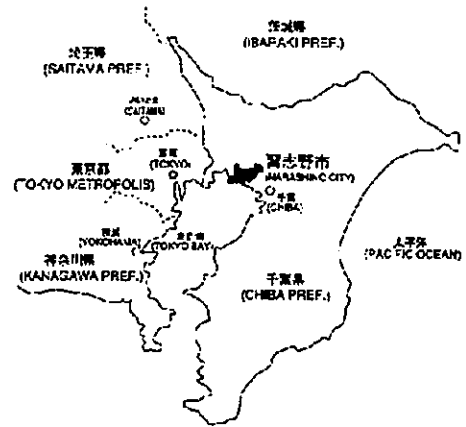 茨城県
(IBARAKI PREF.)
埼玉県
(SAITAMA PREF.)
東京
(TOKYO)
習志野市
(NARASHINO CITY)
東京都
(TOKYO METROPOLIS)
千葉
(CHIBA)
(YOKOHAMA)
(TOKYO BAY)
太平洋
(PACIFIC OCEAN)
神奈川県
(KANAGAWA PREF.)
千葉県
(CHIBA PREF.)